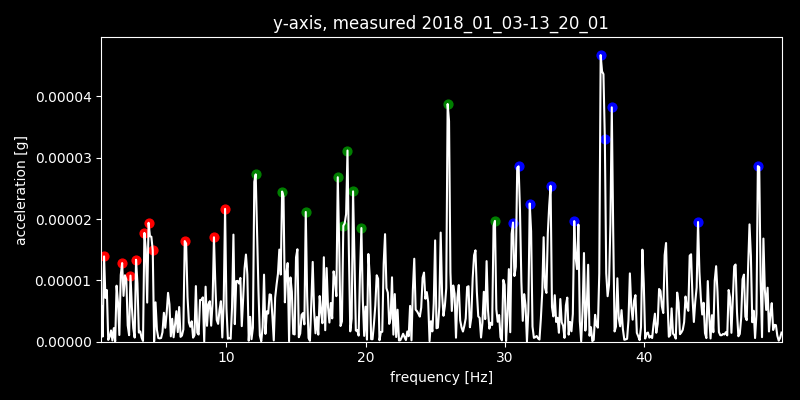 y-axis, measured 2018_01_03-13_20_01
0.00004
0.00003
0.00002
0.00001
0.00000
acceleration [g]
10 20 30 40
frequency [Hz]